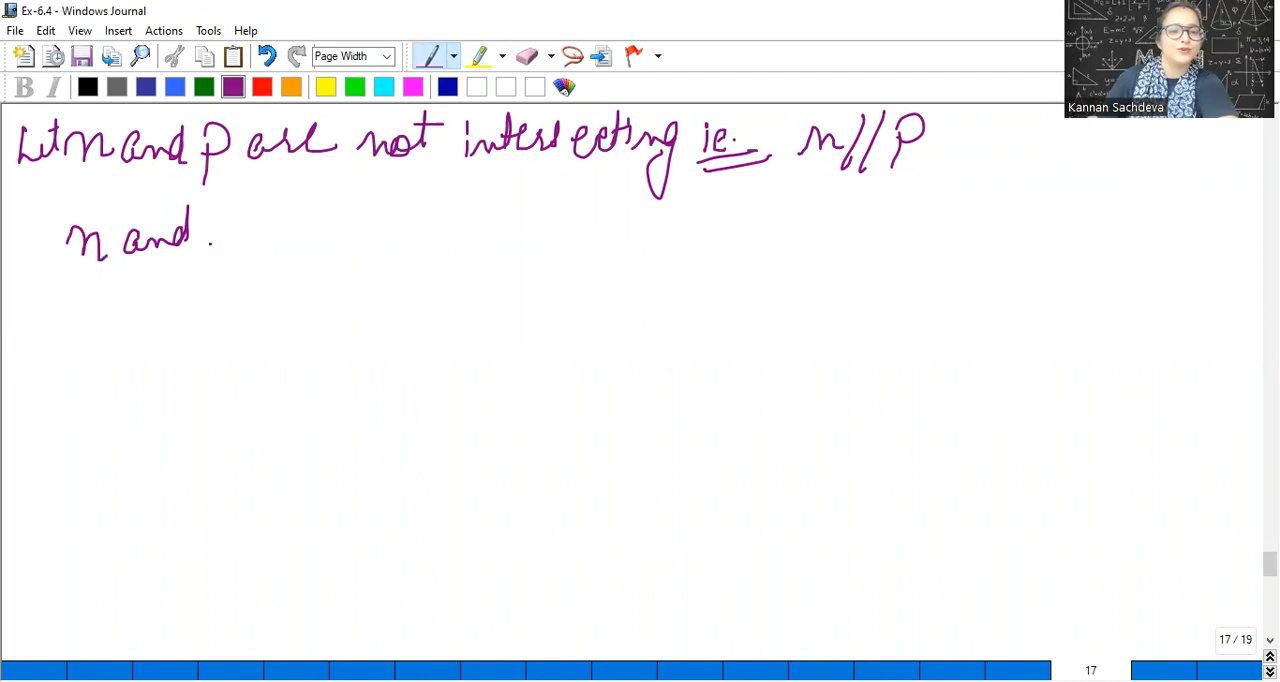 Ex-6.4 - Windows Journal
File Edit View Insert Actions Tools Help
Page Width
B I
Kannan Sachdeva
Let n and p are not intersecting ie. n//P
n and .
17 / 19
17